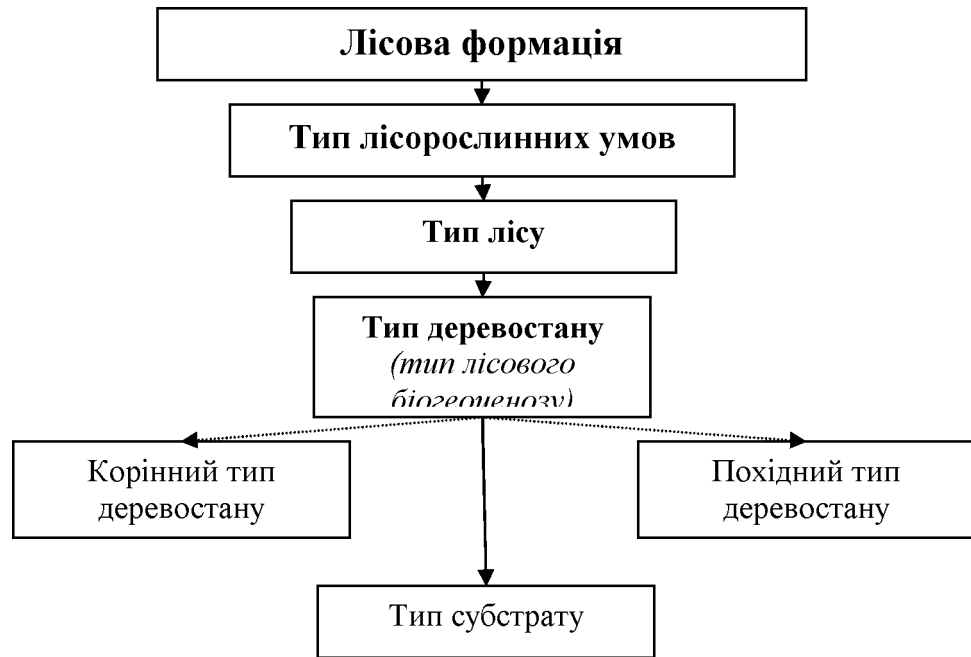 Лісова формація
Тип лісорослинних умов
Тип лісу
Тип деревостану
(тип лісового
біогеоценозу)
Корінний тип
деревостану
Похідний тип
деревостану
Тип субстрату